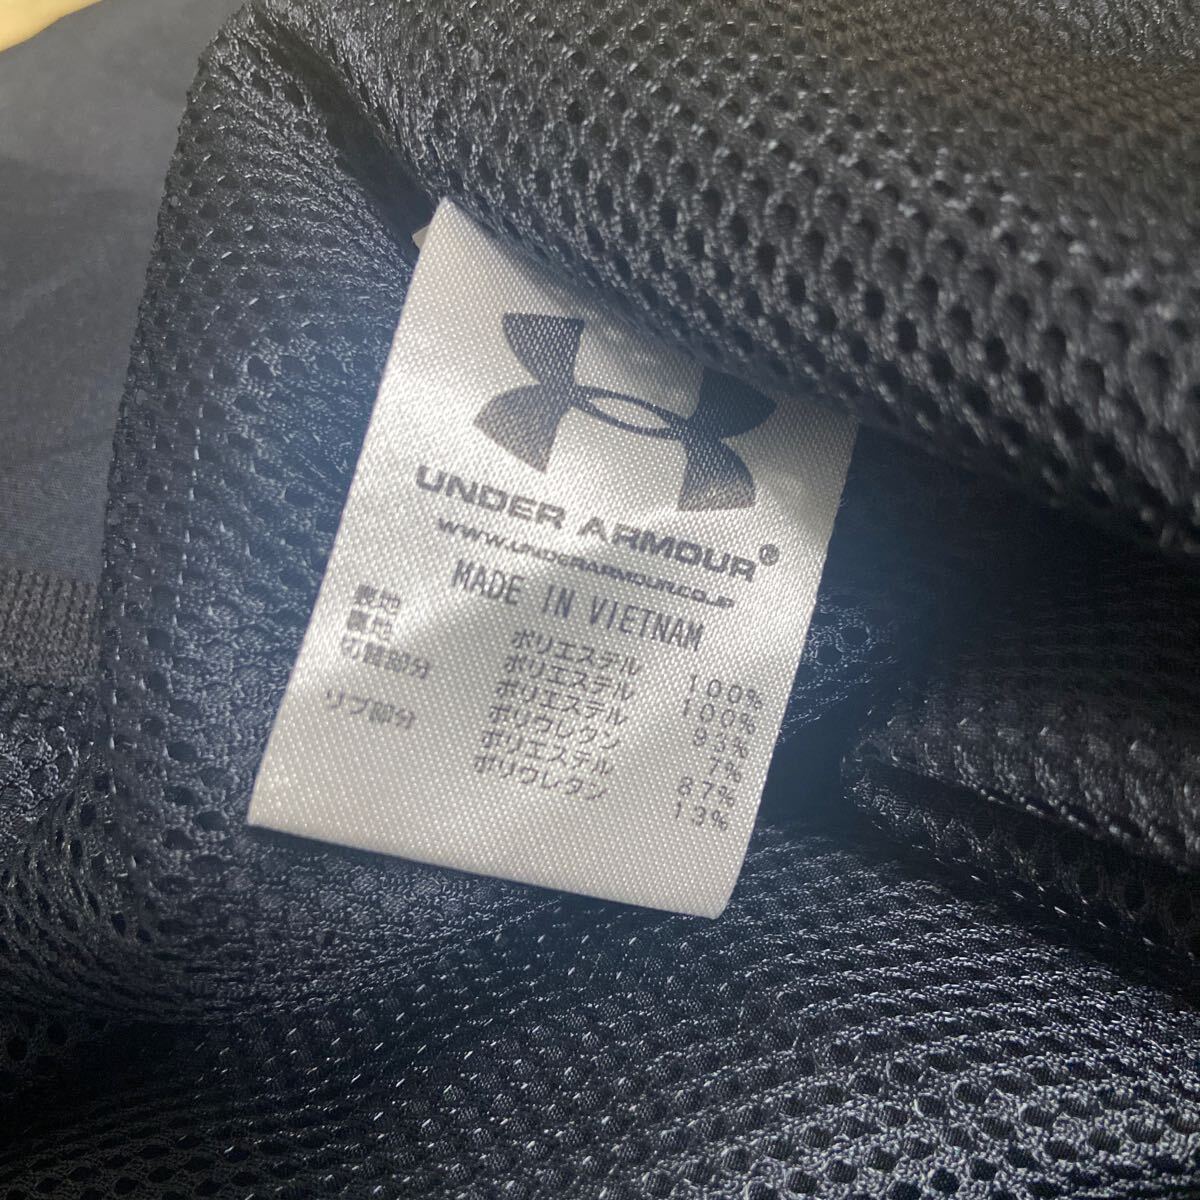 UNDER ARMOUR®
WWW.UNDERARMOUR.CO.JP
MADE IN VIETNAM
表地 ポリエステル 100%
裏地 ポリエステル 100%
切替部分 ポリエステル 93%
ポリウレタン 7%
リブ部分 ポリエステル 87%
ポリウレタン 13%